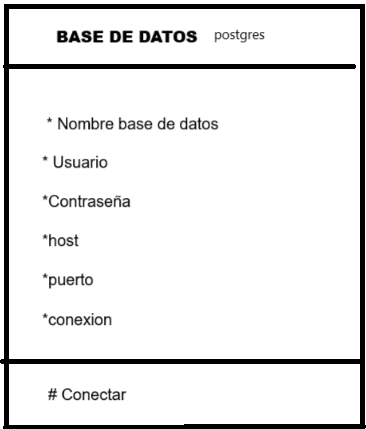 BASE DE DATOS postgres
* Nombre base de datos
* Usuario
*Contraseña
*host
*puerto
*conexion
# Conectar